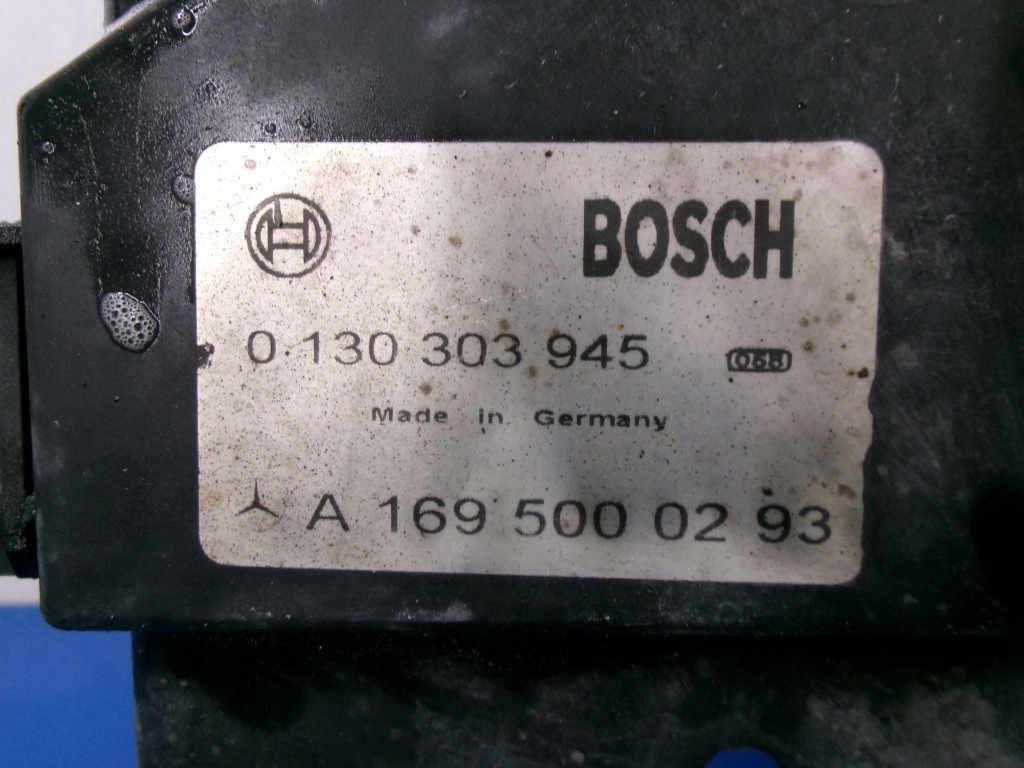 BOSCH
0 130 303 945
Made in Germany
A 169 500 02 93